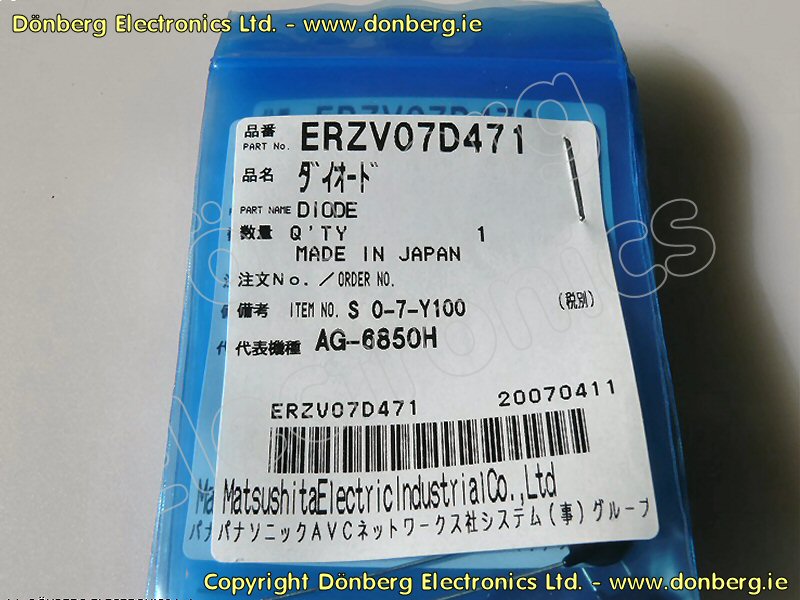 Dönberg Electronics Ltd. - www.donberg.ie
品番
PART No. ERZV07D471
品名 ダイオード
PART NAME DIODE
数量 Q'TY 1
MADE IN JAPAN
注文No./ORDER NO.
備考 ITEM NO. S 0-7-Y100 (税別)
代表機種 AG-6850H
ERZV07D471 20070411
MatsushitaElectricIndustrialCo.,Ltd
パナソニックAVCネットワークス社システム(事)グループ
Copyright Dönberg Electronics Ltd. - www.donberg.ie